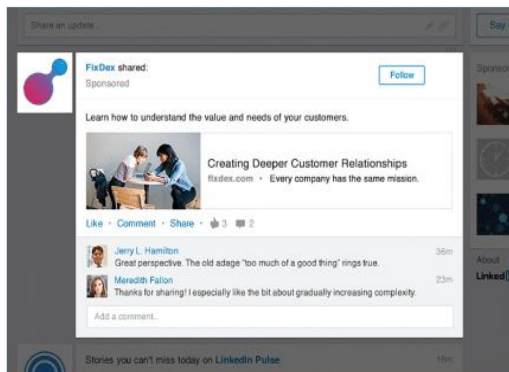 Share an update...
Say
FixDex shared:
Sponsored
Follow
Sponso
Learn how to understand the value and needs of your customers.
Creating Deeper Customer Relationships
fixdex.com • Every company has the same mission.
Like • Comment • Share • 3 2
Jerry L. Hamilton 36m
Great perspective. The old adage "too much of a good thing" rings true.
Meredith Fallon 23m
Thanks for sharing! I especially like the bit about gradually increasing complexity.
About
Linked
Add a comment...
Stories you can't miss today on LinkedIn Pulse 18m